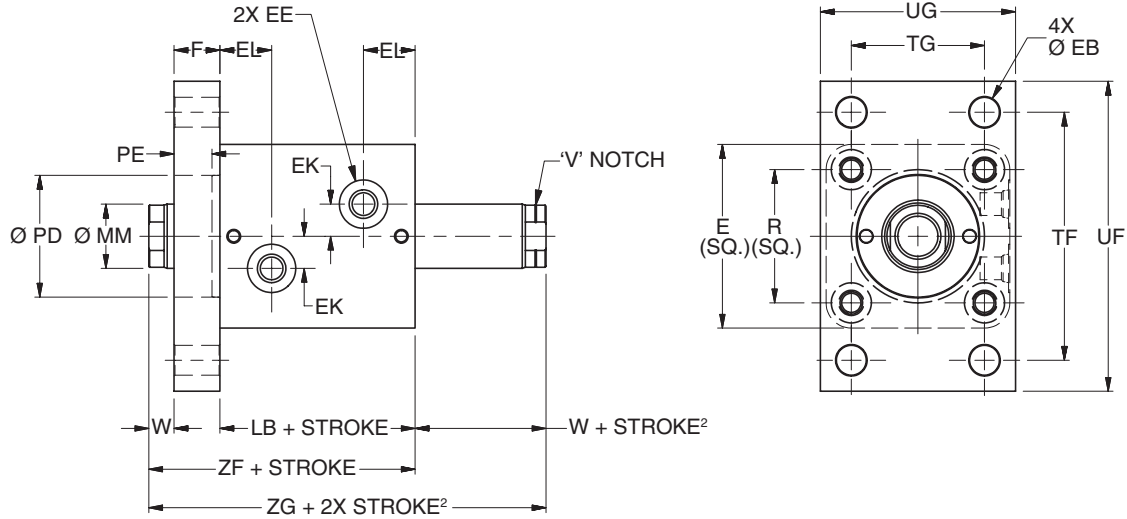 2X EE
UG
4X
Ø EB
F
EL
EL
TG
PE
EK
'V' NOTCH
Ø PD
Ø MM
E
(SQ.)
R
(SQ.)
TF
UF
EK
W
LB + STROKE
W + STROKE²
ZF + STROKE
ZG + 2X STROKE²